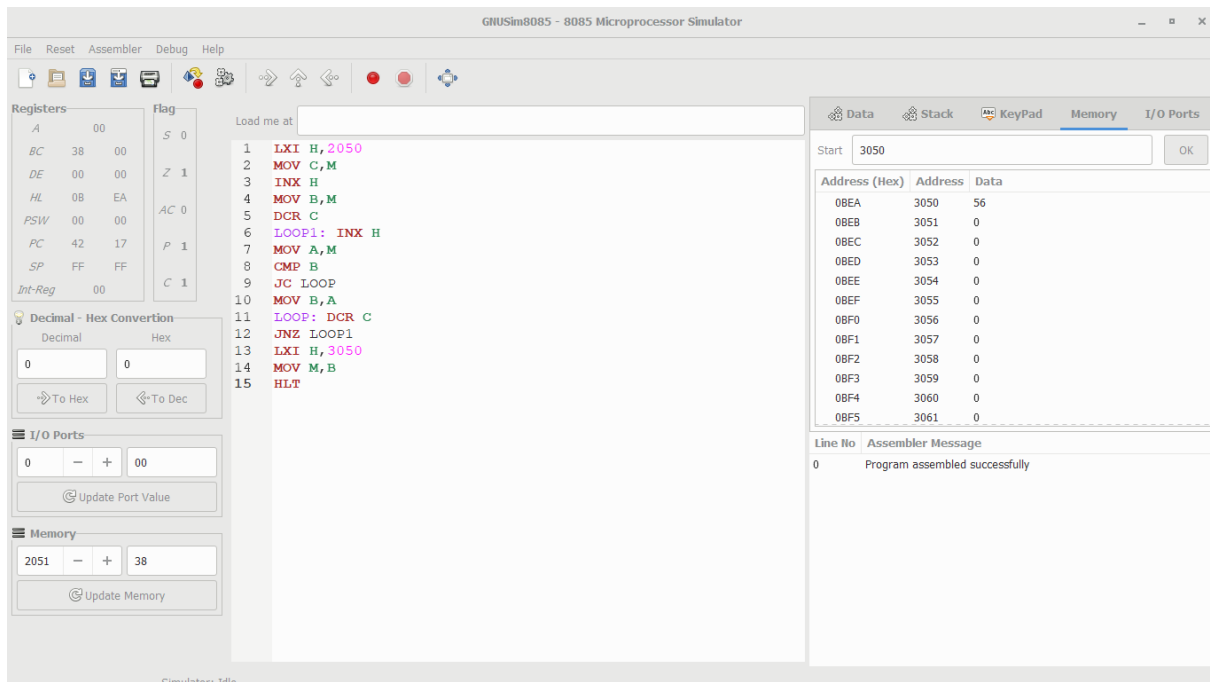 GNUSim8085 - 8085 Microprocessor Simulator
File Reset Assembler Debug Help
Registers
A 00
BC 38 00
DE 00 00
HL 0B EA
PSW 00 00
PC 42 17
SP FF FF
Int-Reg 00
Flag
S 0
Z 1
AC 0
P 1
C 1
Decimal - Hex Convertion
Decimal Hex
0 0
To Hex To Dec
I/O Ports
0 − + 00
Update Port Value
Memory
2051 − + 38
Update Memory
Load me at
1 LXI H,2050
2 MOV C,M
3 INX H
4 MOV B,M
5 DCR C
6 LOOP1: INX H
7 MOV A,M
8 CMP B
9 JC LOOP
10 MOV B,A
11 LOOP: DCR C
12 JNZ LOOP1
13 LXI H,3050
14 MOV M,B
15 HLT
Data Stack Abc KeyPad Memory I/O Ports
Start 3050 OK
Address (Hex) Address Data
0BEA 3050 56
0BEB 3051 0
0BEC 3052 0
0BED 3053 0
0BEE 3054 0
0BEF 3055 0
0BF0 3056 0
0BF1 3057 0
0BF2 3058 0
0BF3 3059 0
0BF4 3060 0
0BF5 3061 0
Line No Assembler Message
0 Program assembled successfully
Simulator: Idle